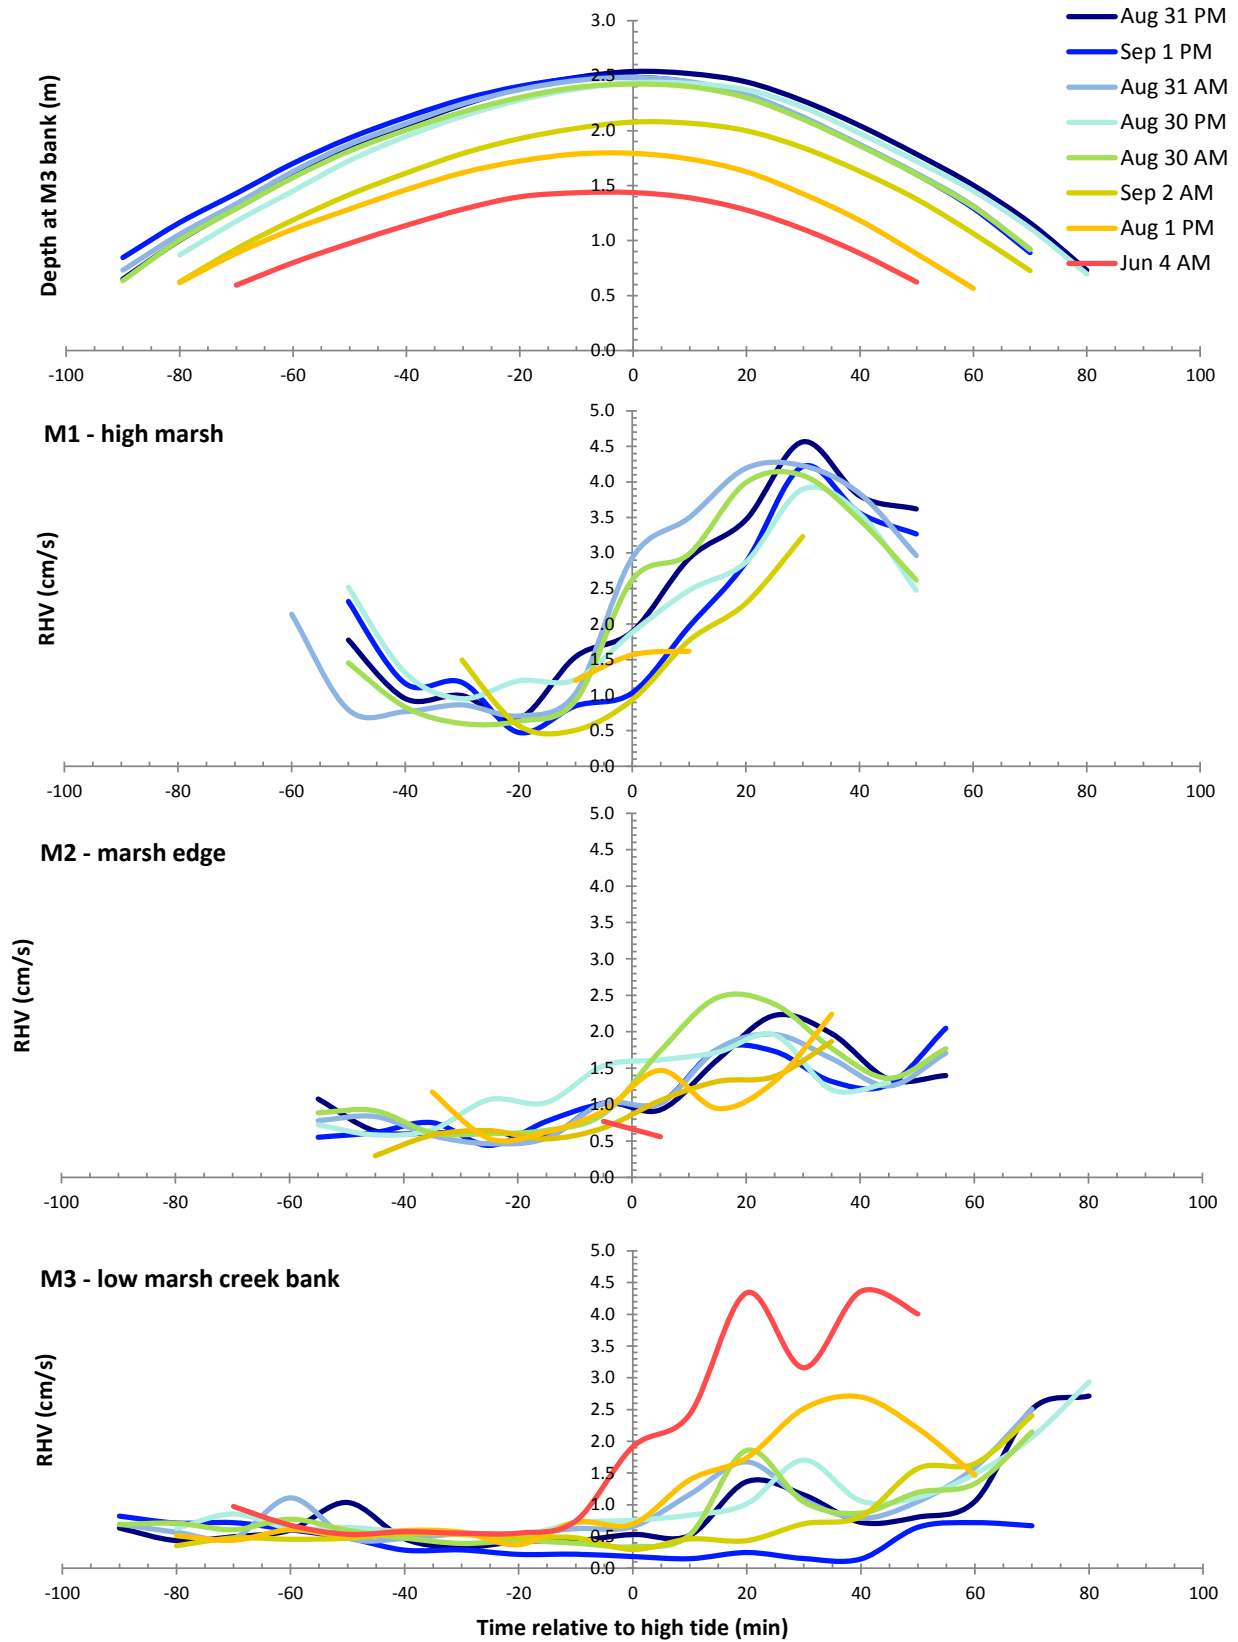 Aug 31 PM
Sep 1 PM
Aug 31 AM
Aug 30 PM
Aug 30 AM
Sep 2 AM
Aug 1 PM
Jun 4 AM
Depth at M3 bank (m)
3.0
2.5
2.0
1.5
1.0
0.5
0.0
-100 -80 -60 -40 -20 0 20 40 60 80 100
M1 - high marsh
RHV (cm/s)
5.0
4.5
4.0
3.5
3.0
2.5
2.0
1.5
1.0
0.5
0.0
-100 -80 -60 -40 -20 0 20 40 60 80 100
M2 - marsh edge
RHV (cm/s)
5.0
4.5
4.0
3.5
3.0
2.5
2.0
1.5
1.0
0.5
0.0
-100 -80 -60 -40 -20 0 20 40 60 80 100
M3 - low marsh creek bank
RHV (cm/s)
5.0
4.5
4.0
3.5
3.0
2.5
2.0
1.5
1.0
0.5
0.0
-100 -80 -60 -40 -20 0 20 40 60 80 100
Time relative to high tide (min)